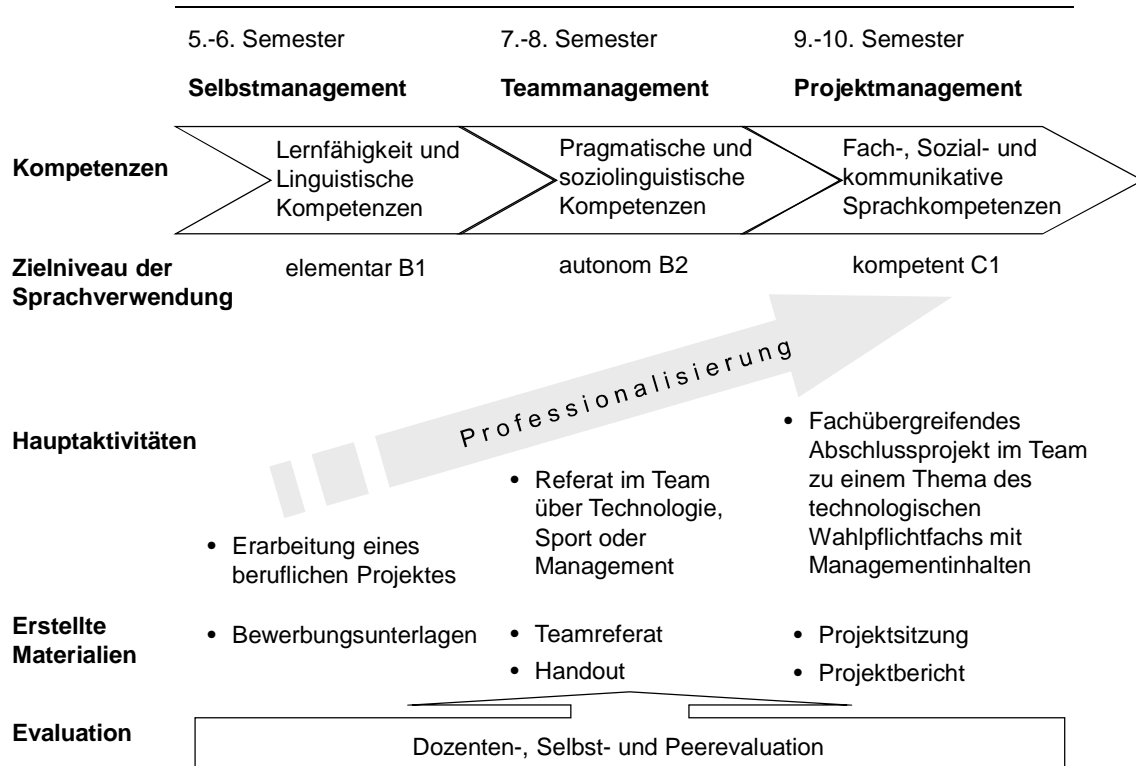 5.-6. Semester
7.-8. Semester
9.-10. Semester
Selbstmanagement
Teammanagement
Projektmanagement
Kompetenzen
Lernfähigkeit und
Linguistische
Kompetenzen
Pragmatische und
soziolinguistische
Kompetenzen
Fach-, Sozial- und
kommunikative
Sprachkompetenzen
Zielniveau der
Sprachverwendung
elementar B1
autonom B2
kompetent C1
Professionalisierung
Hauptaktivitäten
• Erarbeitung eines
beruflichen Projektes
• Referat im Team
über Technologie,
Sport oder
Management
• Fachübergreifendes
Abschlussprojekt im Team
zu einem Thema des
technologischen
Wahlpflichtfachs mit
Managementinhalten
Erstellte
Materialien
• Bewerbungsunterlagen
• Teamreferat
• Handout
• Projektsitzung
• Projektbericht
Evaluation
Dozenten-, Selbst- und Peerevaluation